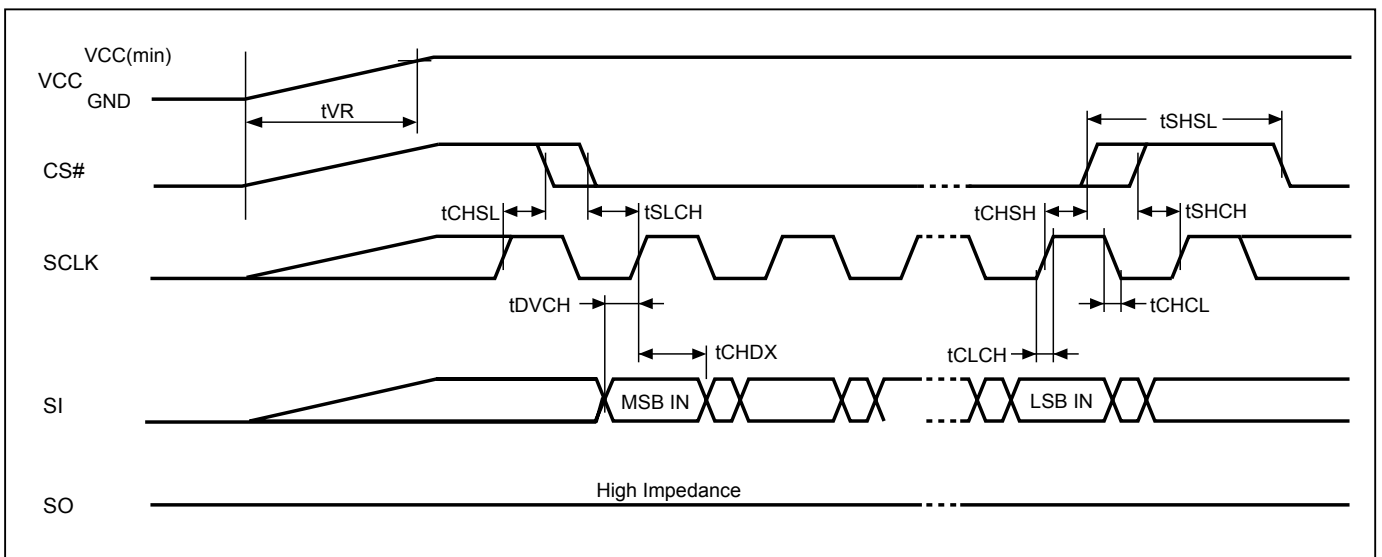 VCC(min)
VCC
GND
tVR
tSHSL
CS#
tCHSL
tSLCH
tCHSH
tSHCH
SCLK
tDVCH
tCHCL
tCHDX
tCLCH
SI
MSB IN
LSB IN
High Impedance
SO